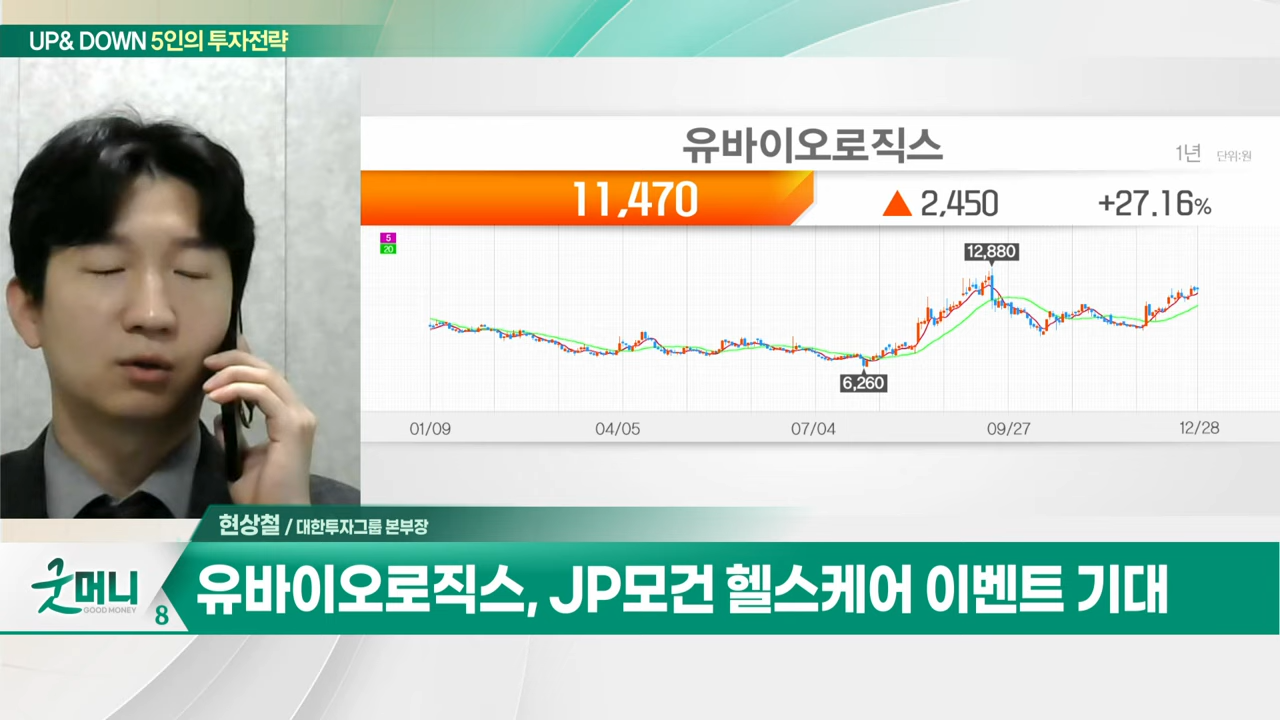 UP& DOWN 5인의 투자전략
유바이오로직스
1년 단위:원
11,470 ▲ 2,450 +27.16%
5
20
12,880
6,260
01/09 04/05 07/04 09/27 12/28
현상철 / 대한투자그룹 본부장
굿머니
GOOD MONEY
8
유바이오로직스, JP모건 헬스케어 이벤트 기대